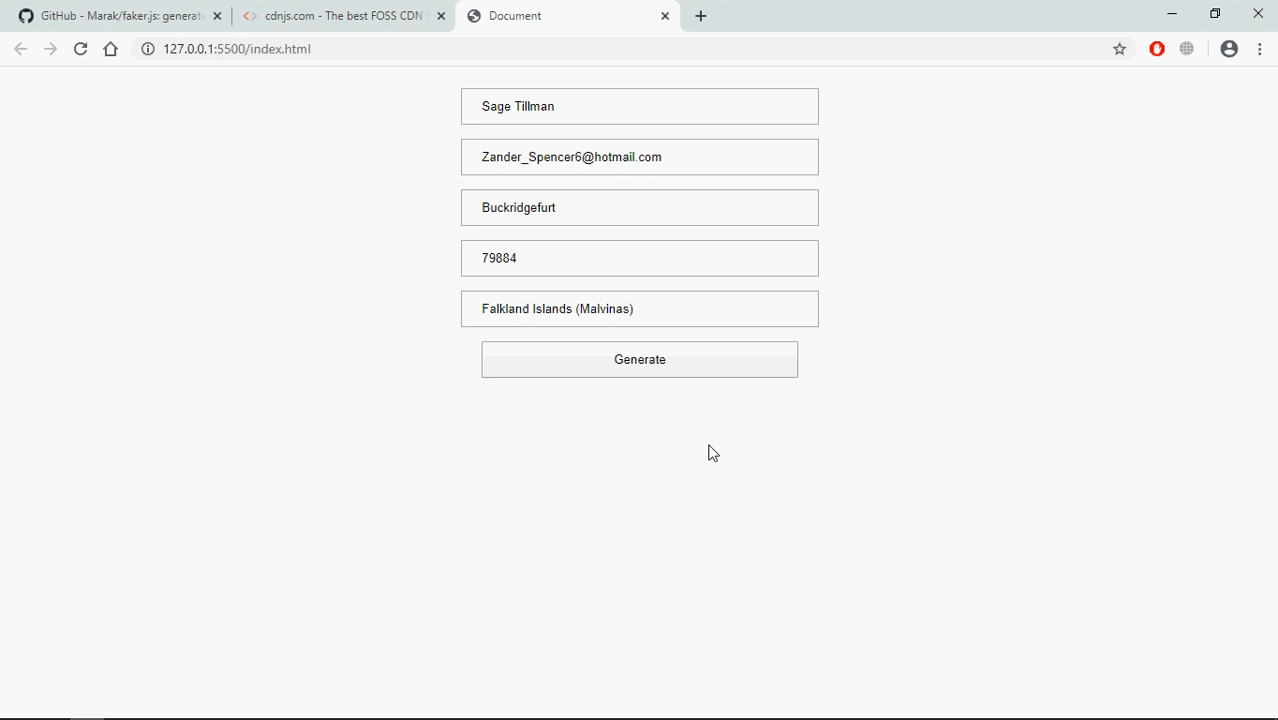 GitHub - Marak/faker.js: generate
cdnjs.com - The best FOSS CDN
Document
127.0.0.1:5500/index.html
Sage Tillman
Zander_Spencer6@hotmail.com
Buckridgefurt
79884
Falkland Islands (Malvinas)
Generate